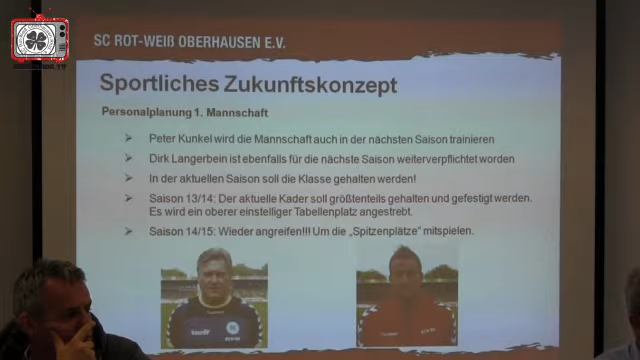 SC ROT-WEIß OBERHAUSEN E.V.
Sportliches Zukunftskonzept
Personalplanung 1. Mannschaft
Peter Kunkel wird die Mannschaft auch in der nächsten Saison trainieren
Dirk Langerbein ist ebenfalls für die nächste Saison weiterverpflichtet worden
In der aktuellen Saison soll die Klasse gehalten werden!
Saison 13/14: Der aktuelle Kader soll größtenteils gehalten und gefestigt werden.
Es wird ein oberer einstelliger Tabellenplatz angestrebt.
Saison 14/15: Wieder angreifen!!! Um die „Spitzenplätze" mitspielen.